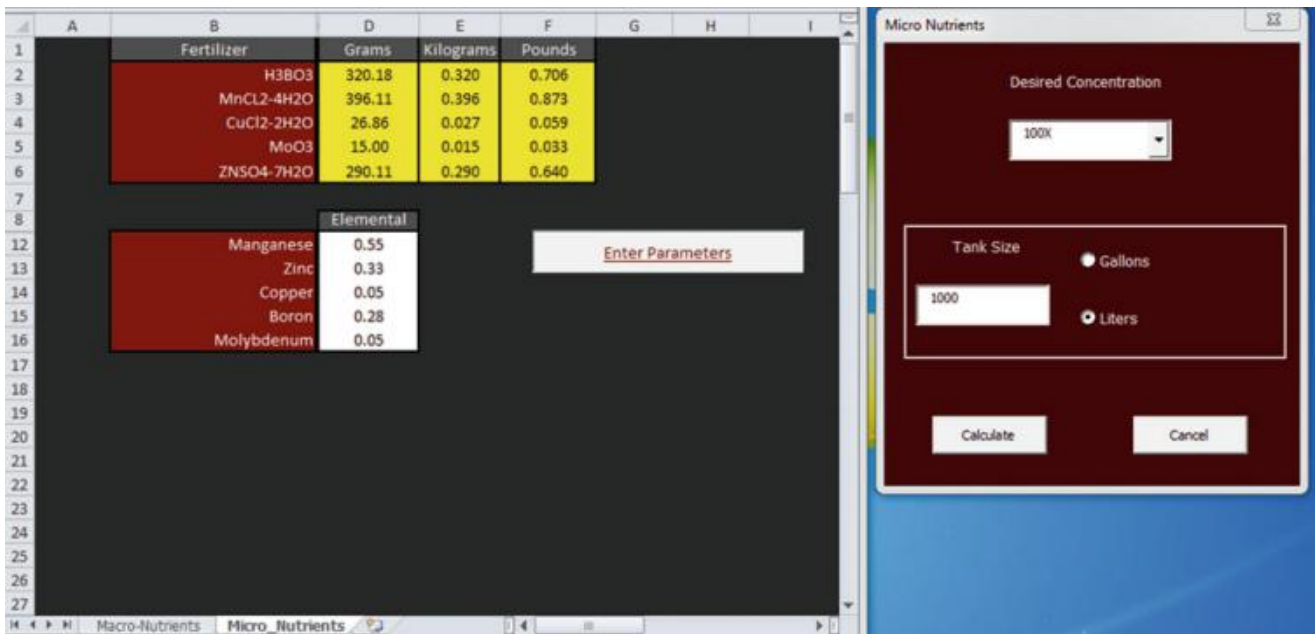 A B D E F G H I
1 Fertilizer Grams Kilograms Pounds
2 H3BO3 320.18 0.320 0.706
3 MnCL2-4H2O 396.11 0.396 0.873
4 CuCl2-2H2O 26.86 0.027 0.059
5 MoO3 15.00 0.015 0.033
6 ZNSO4-7H2O 290.11 0.290 0.640
7
8 Elemental
12 Manganese 0.55
13 Zinc 0.33
Enter Parameters
14 Copper 0.05
15 Boron 0.28
16 Molybdenum 0.05
17
18
19
20
21
22
23
24
25
26
27
Macro-Nutrients Micro_Nutrients
Micro Nutrients
Desired Concentration
100X
Tank Size
Gallons
1000
Liters
Calculate Cancel